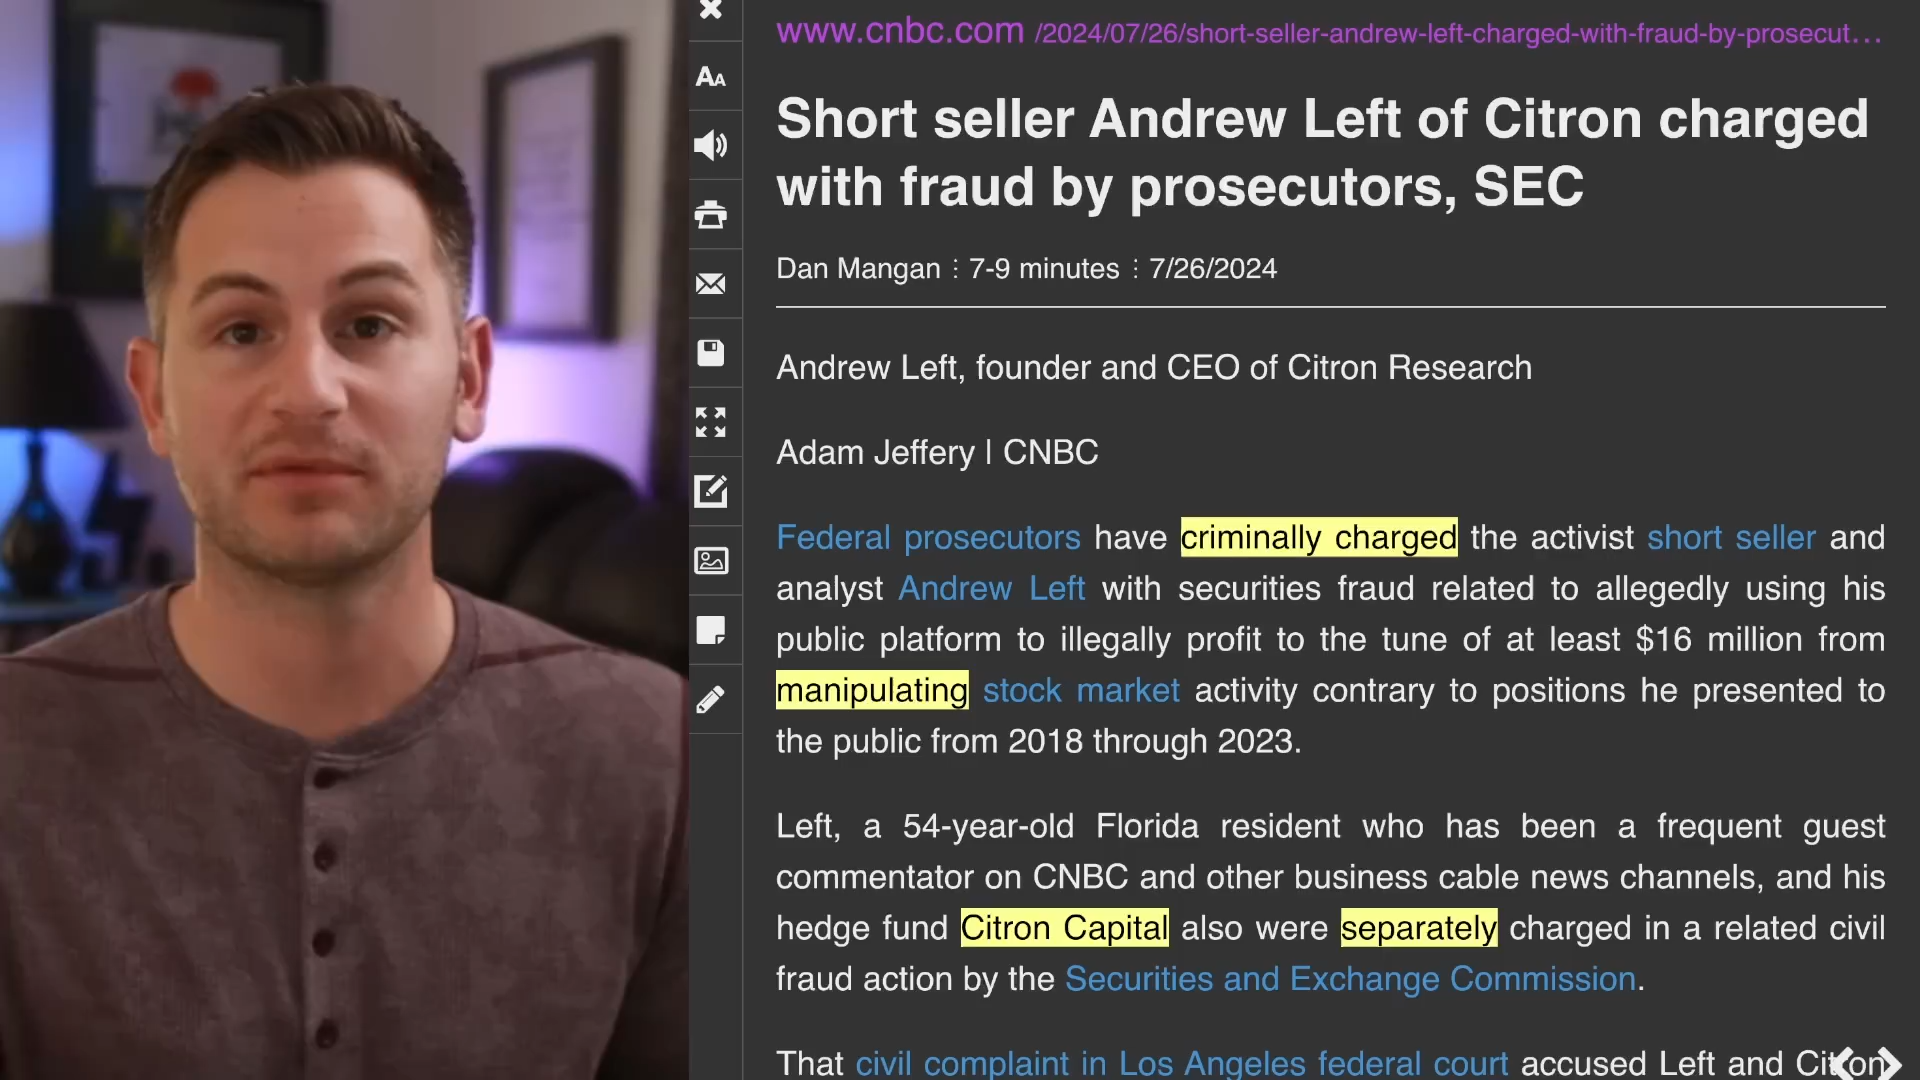 www.cnbc.com /2024/07/26/short-seller-andrew-left-charged-with-fraud-by-prosecut...
Short seller Andrew Left of Citron charged
with fraud by prosecutors, SEC
Dan Mangan ⋮ 7-9 minutes ⋮ 7/26/2024
Andrew Left, founder and CEO of Citron Research
Adam Jeffery | CNBC
Federal prosecutors have criminally charged the activist short seller and
analyst Andrew Left with securities fraud related to allegedly using his
public platform to illegally profit to the tune of at least $16 million from
manipulating stock market activity contrary to positions he presented to
the public from 2018 through 2023.
Left, a 54-year-old Florida resident who has been a frequent guest
commentator on CNBC and other business cable news channels, and his
hedge fund Citron Capital also were separately charged in a related civil
fraud action by the Securities and Exchange Commission.
That civil complaint in Los Angeles federal court accused Left and Citron